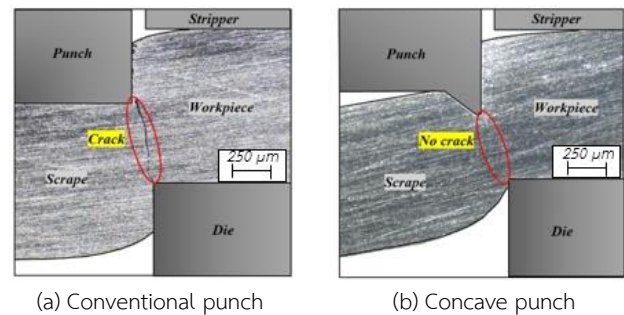 Stripper
Punch
Workpiece
Crack
250 μm
Scrape
Die
(a) Conventional punch
Stripper
Punch
Workpiece
No crack
250 μm
Scrape
Die
(b) Concave punch